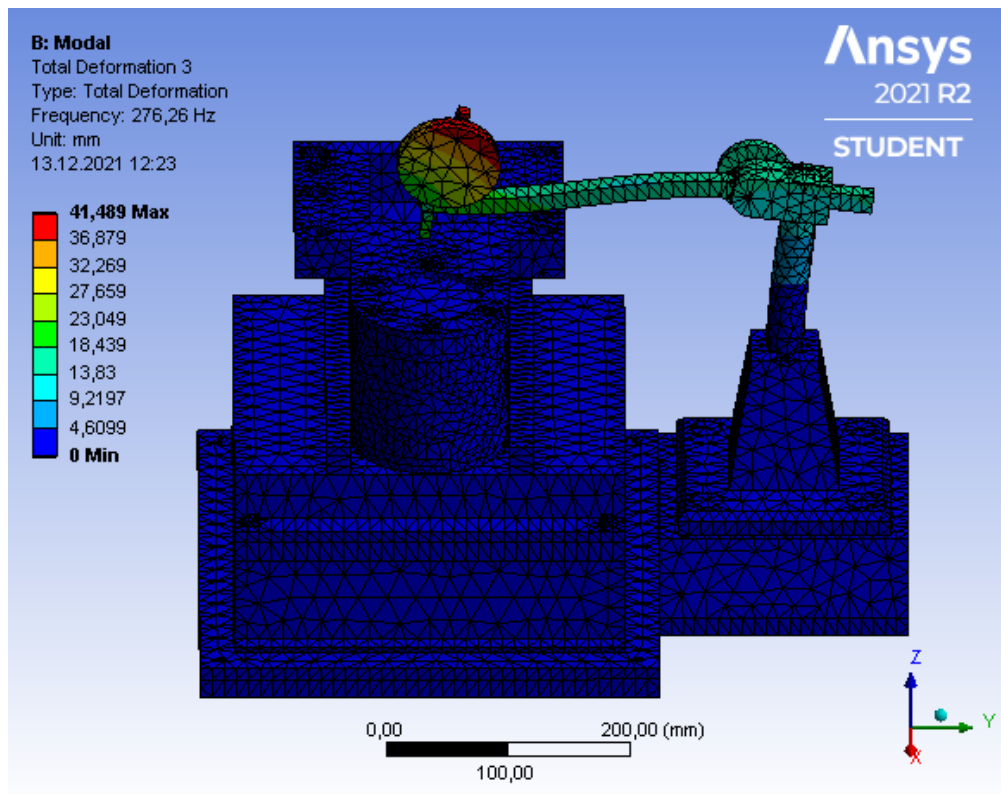 B: Modal
Total Deformation 3
Type: Total Deformation
Frequency: 276,26 Hz
Unit: mm
13.12.2021 12:23
Ansys
2021 R2
STUDENT
41,489 Max
36,879
32,269
27,659
23,049
18,439
13,83
9,2197
4,6099
0 Min
0,00
200,00 (mm)
100,00
Z
Y
X